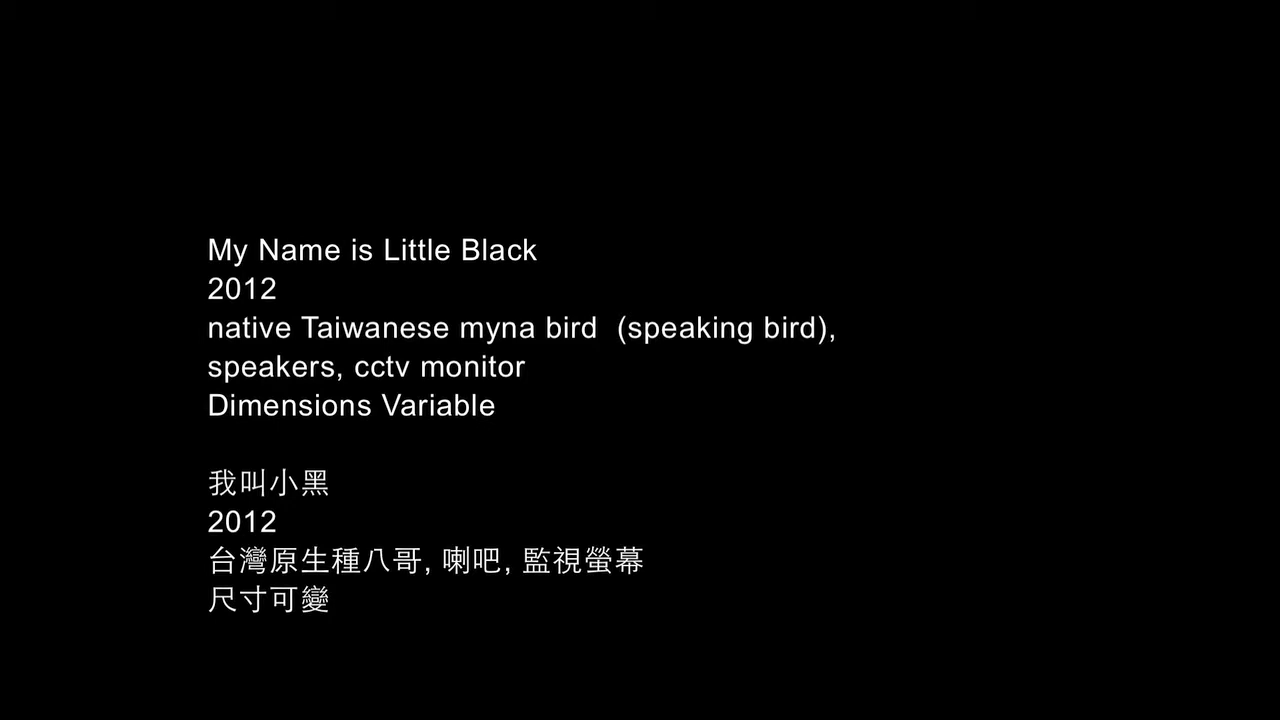 My Name is Little Black
2012
native Taiwanese myna bird  (speaking bird),
speakers, cctv monitor
Dimensions Variable
我叫小黑
2012
台灣原生種八哥, 喇吧, 監視螢幕
尺寸可變